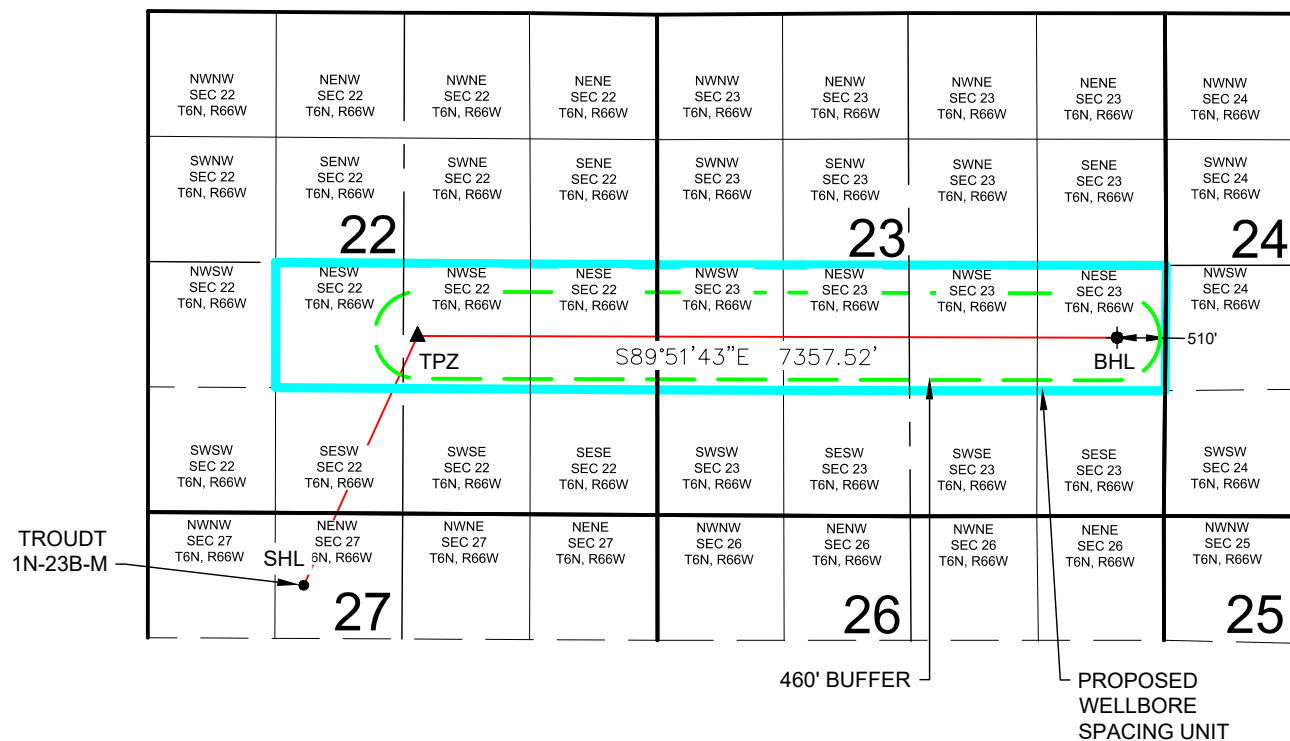 NWNW NENW NWNE NENE NWNW NENW NWNE NENE NWNW
SEC 22 SEC 22 SEC 22 SEC 22 SEC 23 SEC 23 SEC 23 SEC 23 SEC 24
T6N, R66W T6N, R66W T6N, R66W T6N, R66W T6N, R66W T6N, R66W T6N, R66W T6N, R66W T6N, R66W
SWNW SENW SWNE SENE SWNW SENW SWNE SENE SWNW
SEC 22 SEC 22 SEC 22 SEC 22 SEC 23 SEC 23 SEC 23 SEC 23 SEC 24
T6N, R66W T6N, R66W T6N, R66W T6N, R66W T6N, R66W T6N, R66W T6N, R66W T6N, R66W T6N, R66W
22 23 24
NWSW NESW NWSE NESE NWSW NESW NWSE NESE NWSW
SEC 22 SEC 22 SEC 22 SEC 22 SEC 23 SEC 23 SEC 23 SEC 23 SEC 24
T6N, R66W T6N, R66W T6N, R66W T6N, R66W T6N, R66W T6N, R66W T6N, R66W T6N, R66W T6N, R66W
510'
TPZ S89°51'43"E 7357.52' BHL
SWSW SESW SWSE SESE SWSW SESW SWSE SESE SWSW
SEC 22 SEC 22 SEC 22 SEC 22 SEC 23 SEC 23 SEC 23 SEC 23 SEC 24
T6N, R66W T6N, R66W T6N, R66W T6N, R66W T6N, R66W T6N, R66W T6N, R66W T6N, R66W T6N, R66W
NWNW NENW NWNE NENE NWNW NENW NWNE NENE NWNW
SEC 27 SEC 27 SEC 27 SEC 27 SEC 26 SEC 26 SEC 26 SEC 26 SEC 25
T6N, R66W 6N, R66W T6N, R66W T6N, R66W T6N, R66W T6N, R66W T6N, R66W T6N, R66W T6N, R66W
TROUDT
1N-23B-M
SHL
27 26 25
460' BUFFER
PROPOSED
WELLBORE
SPACING UNIT